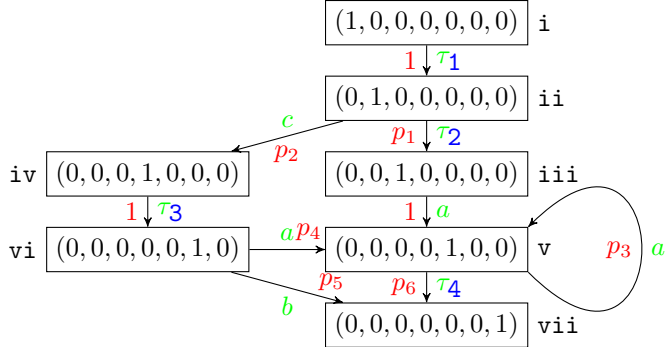 (1, 0, 0, 0, 0, 0, 0) i
1 τ1
(0, 1, 0, 0, 0, 0, 0) ii
c
p₂
p₁ τ2
iv (0, 0, 0, 1, 0, 0, 0)
(0, 0, 1, 0, 0, 0, 0) iii
1 τ3
1 a
vi (0, 0, 0, 0, 0, 1, 0)
a p₄
(0, 0, 0, 0, 1, 0, 0) v
p₃ a
b p₅
p₆ τ4
(0, 0, 0, 0, 0, 0, 1) vii